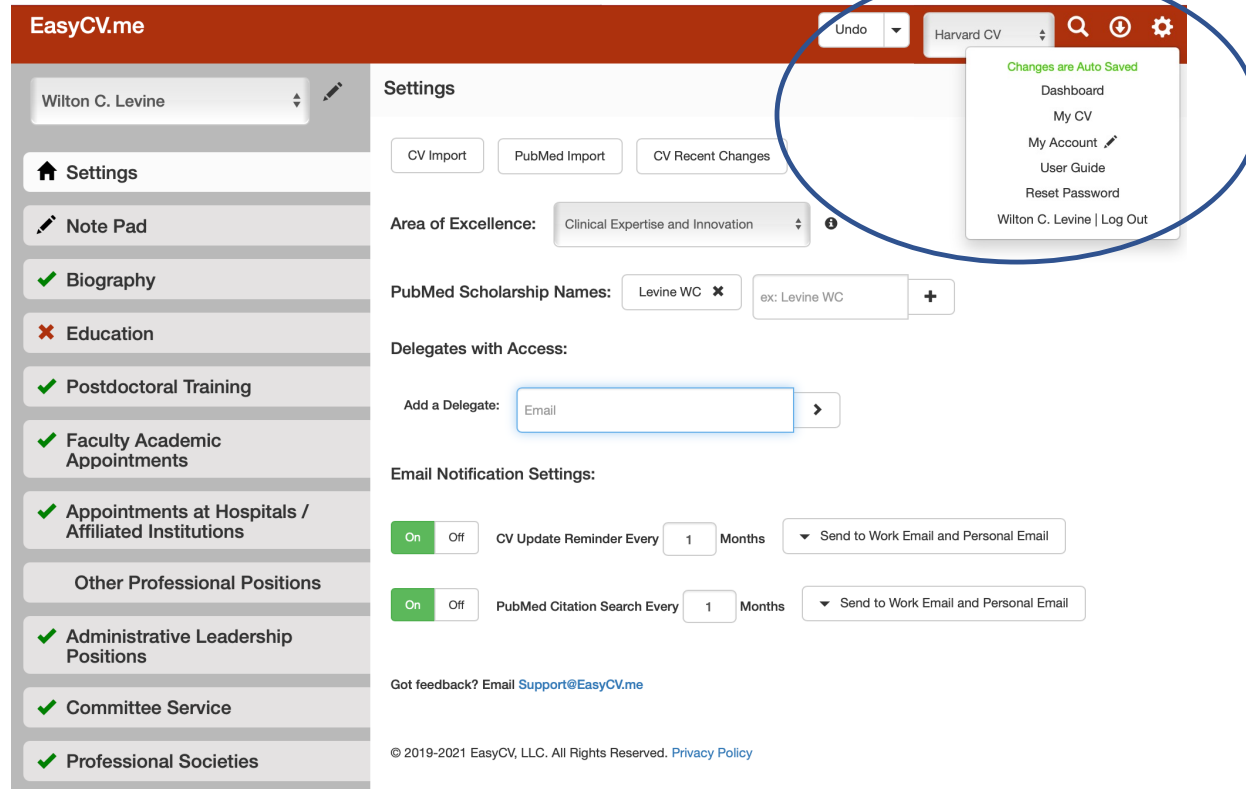 EasyCV.me
Undo
Harvard CV
Changes are Auto Saved
Dashboard
My CV
My Account
User Guide
Reset Password
Wilton C. Levine | Log Out
Wilton C. Levine
Settings
Note Pad
Biography
Education
Postdoctoral Training
Faculty Academic
Appointments
Appointments at Hospitals /
Affiliated Institutions
Other Professional Positions
Administrative Leadership
Positions
Committee Service
Professional Societies
Settings
CV Import
PubMed Import
CV Recent Changes
Area of Excellence:
Clinical Expertise and Innovation
PubMed Scholarship Names:
Levine WC
ex: Levine WC
Delegates with Access:
Add a Delegate:
Email
Email Notification Settings:
On Off CV Update Reminder Every 1 Months Send to Work Email and Personal Email
On Off PubMed Citation Search Every 1 Months Send to Work Email and Personal Email
Got feedback? Email Support@EasyCV.me
© 2019-2021 EasyCV, LLC. All Rights Reserved. Privacy Policy